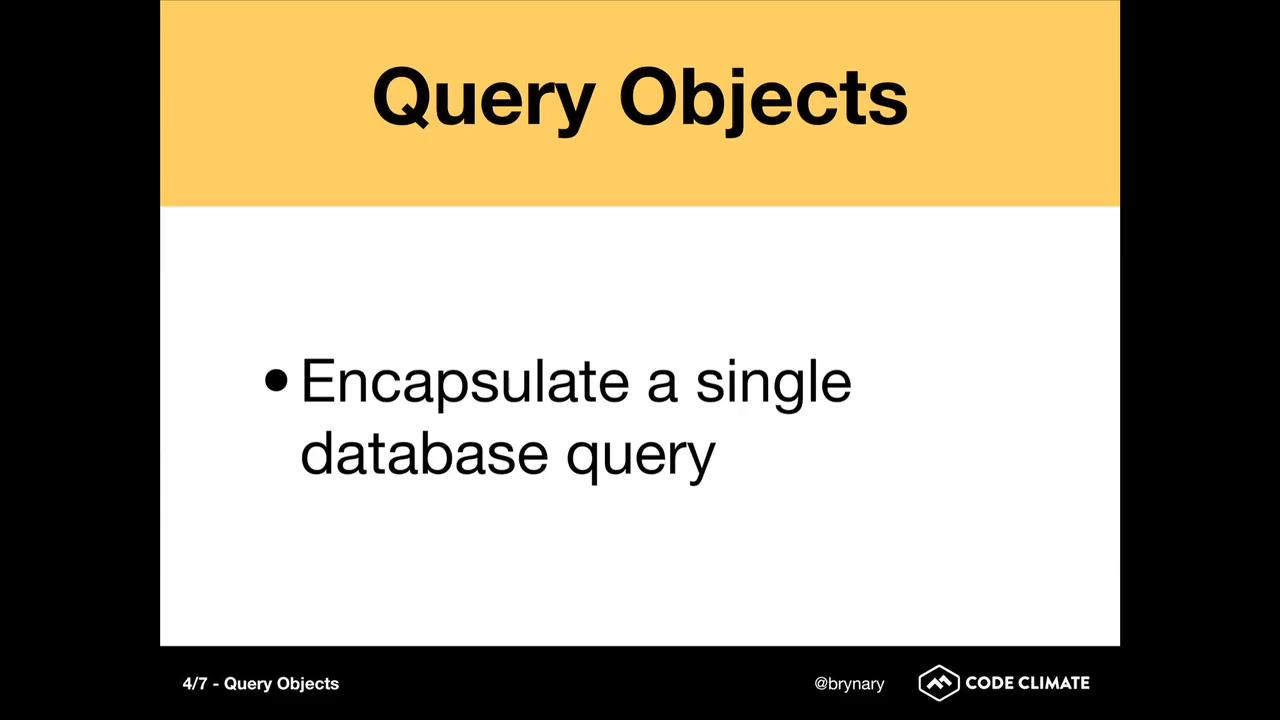 Query Objects
•Encapsulate a single
database query
4/7 - Query Objects
@brynary
CODE CLIMATE